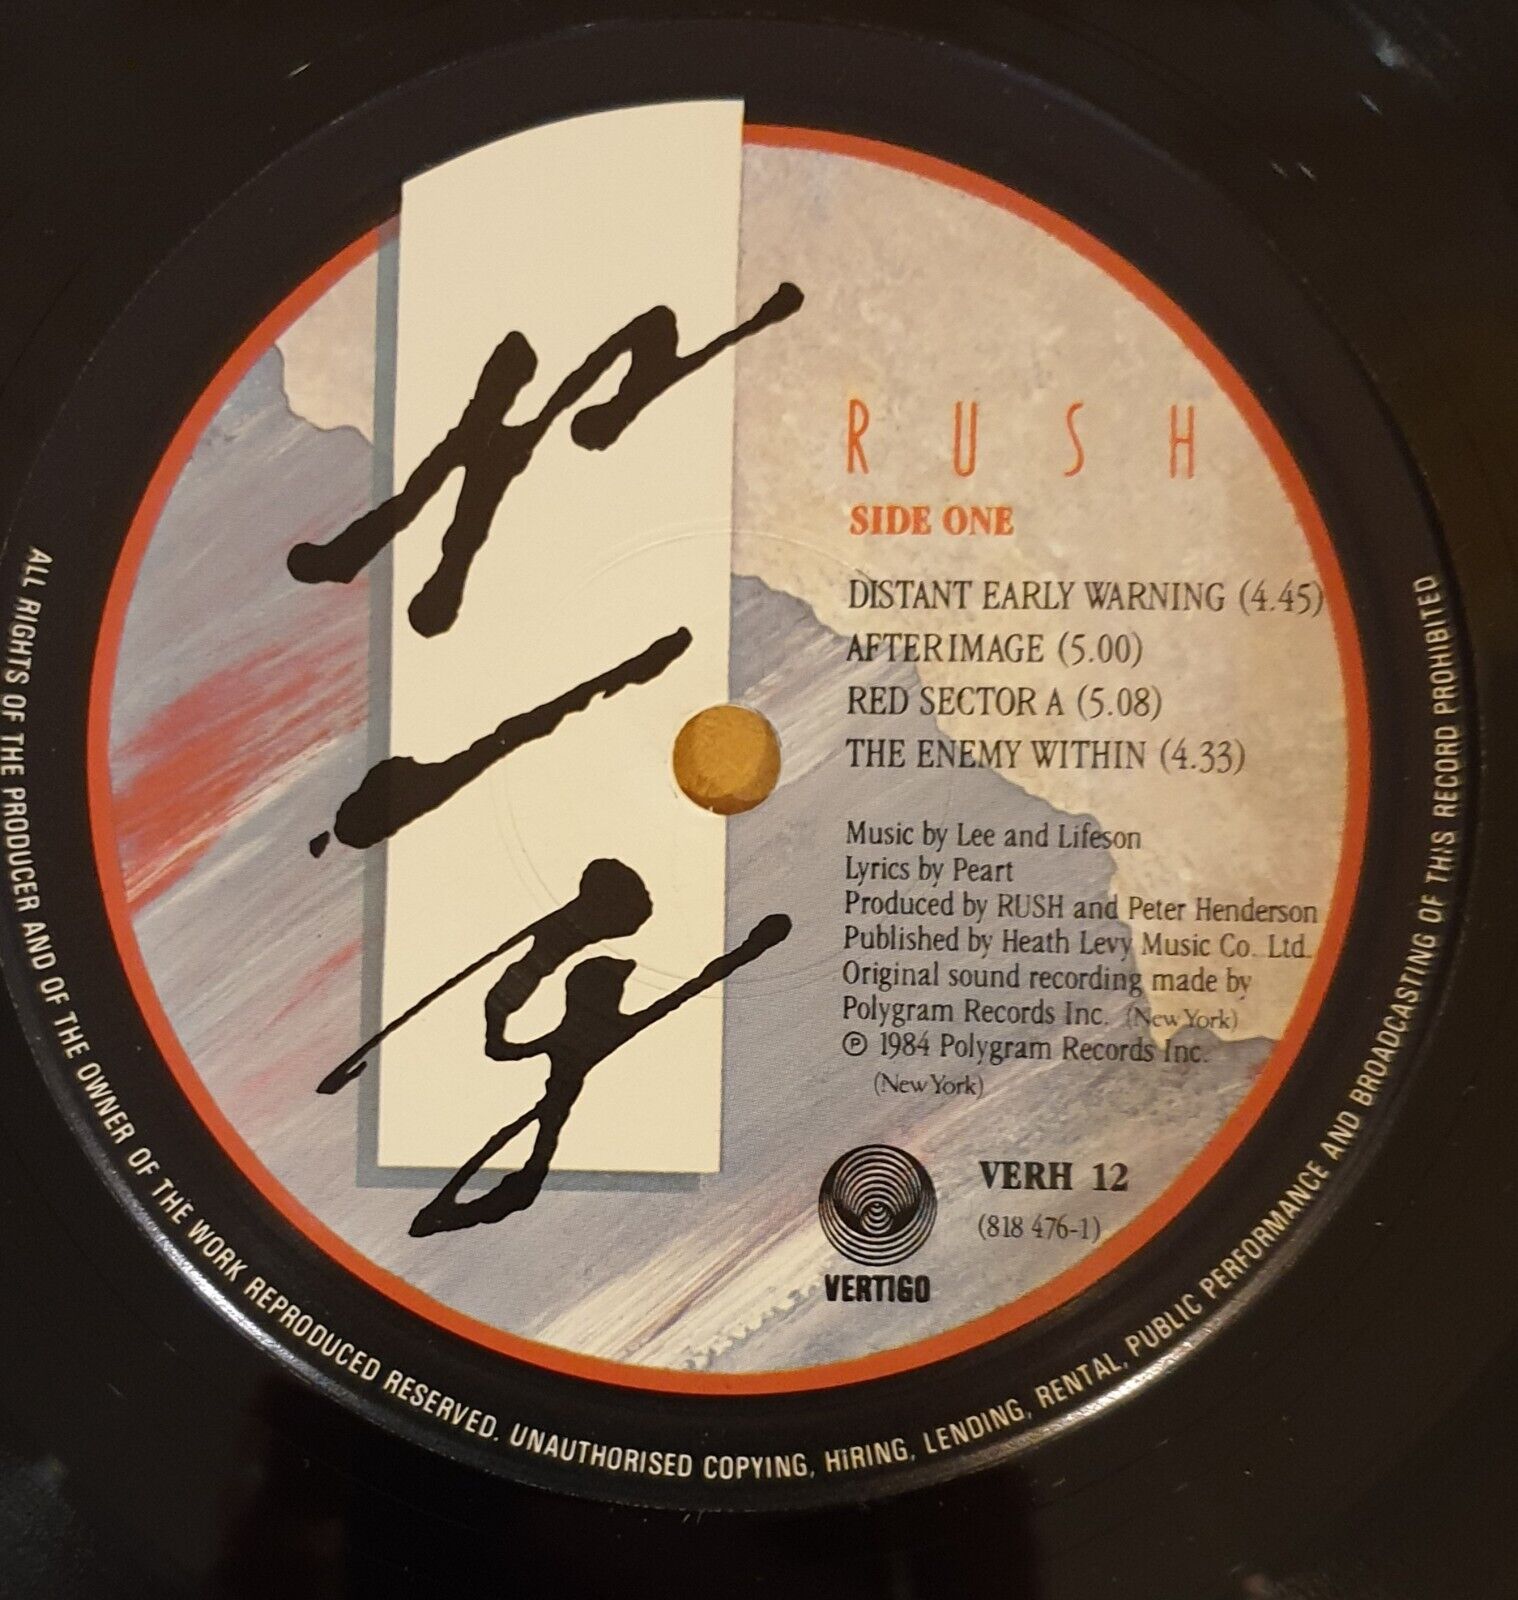 RUSH
SIDE ONE
DISTANT EARLY WARNING (4.45)
AFTERIMAGE (5.00)
RED SECTOR A (5.08)
THE ENEMY WITHIN (4.33)
Music by Lee and Lifeson
Lyrics by Peart
Produced by RUSH and Peter Henderson
Published by Heath Levy Music Co. Ltd.
Original sound recording made by
Polygram Records Inc. (New York)
℗ 1984 Polygram Records Inc.
(New York)
VERH 12
(818 476-1)
VERTIGO
ALL RIGHTS OF THE PRODUCER AND OF THE OWNER OF THE WORK REPRODUCED RESERVED. UNAUTHORISED COPYING, HIRING, LENDING, RENTAL, PUBLIC PERFORMANCE AND BROADCASTING OF THIS RECORD PROHIBITED